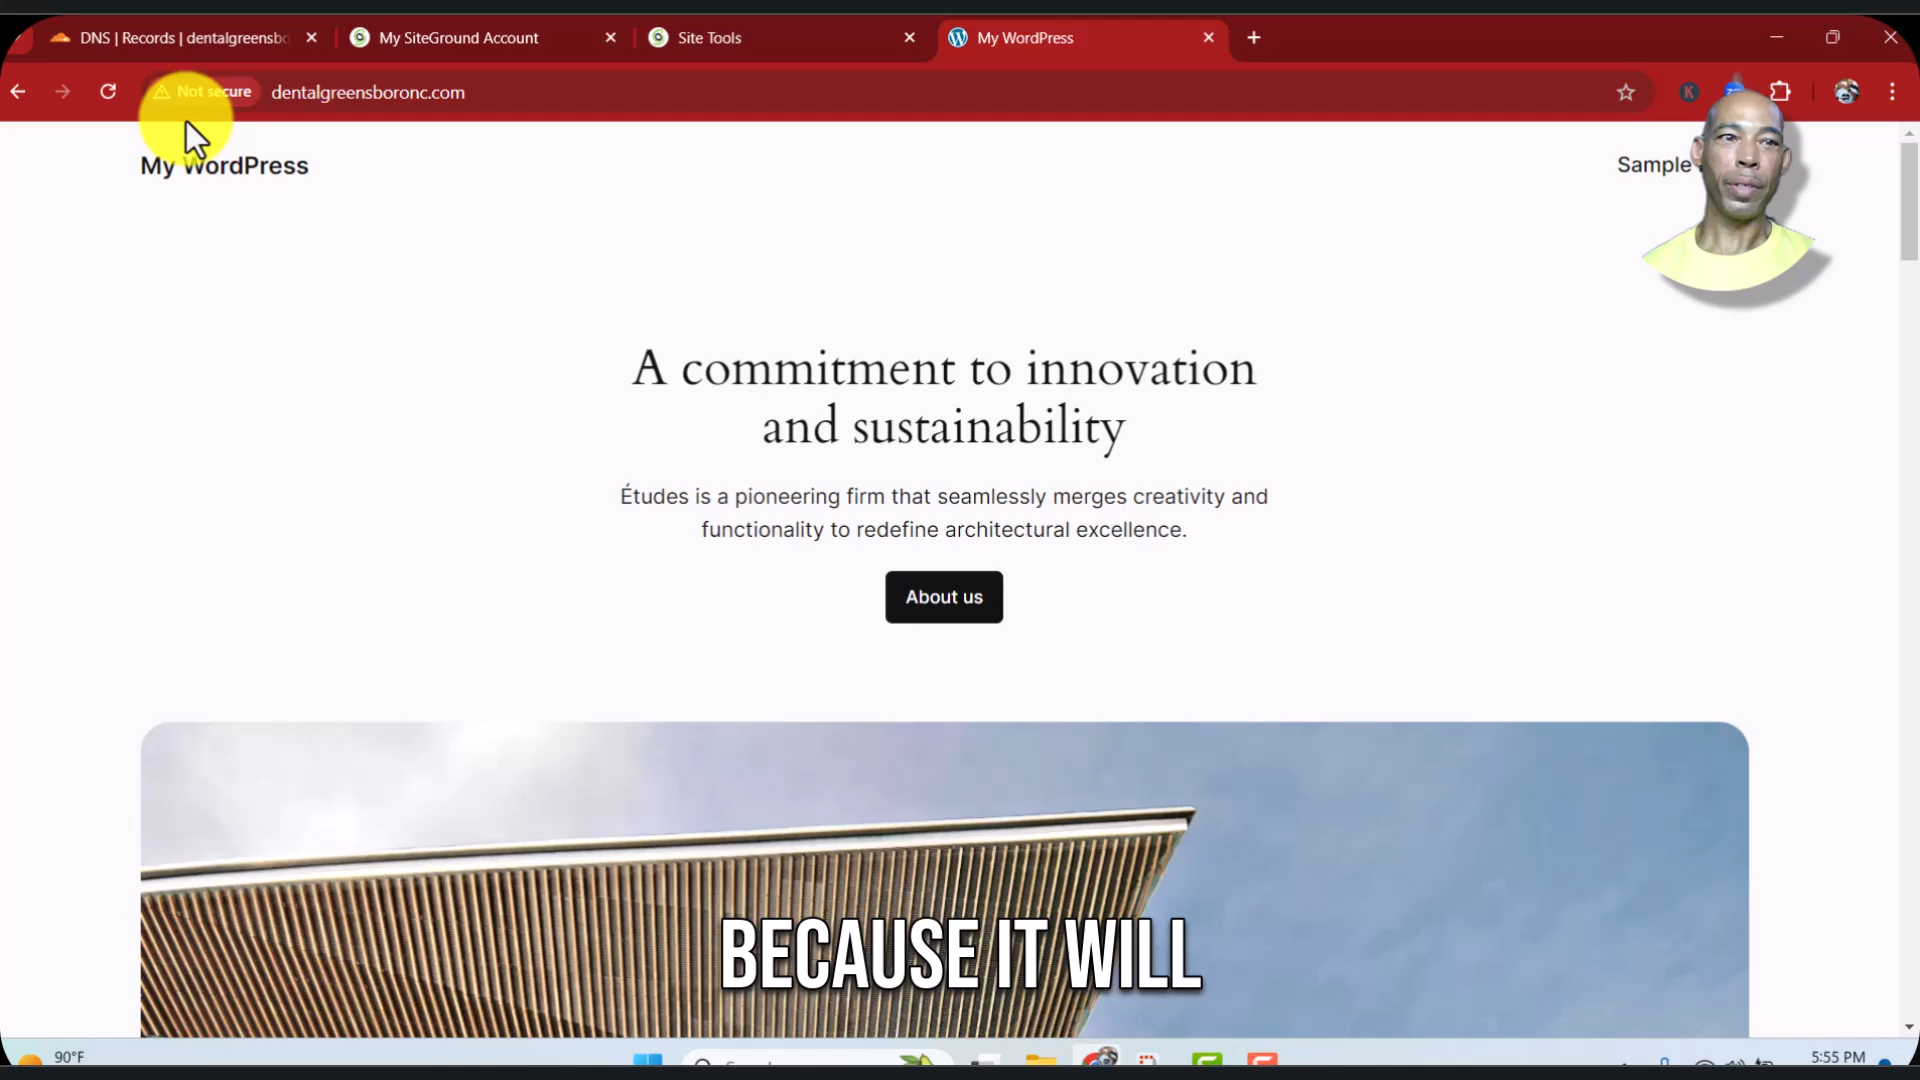 DNS | Records | dentalgreensbo
My SiteGround Account
Site Tools
My WordPress
Not secure
dentalgreensboronc.com
K
My WordPress
Sample
A commitment to innovation
and sustainability
Études is a pioneering firm that seamlessly merges creativity and
functionality to redefine architectural excellence.
About us
BECAUSE IT WILL
90°F
5:55 PM